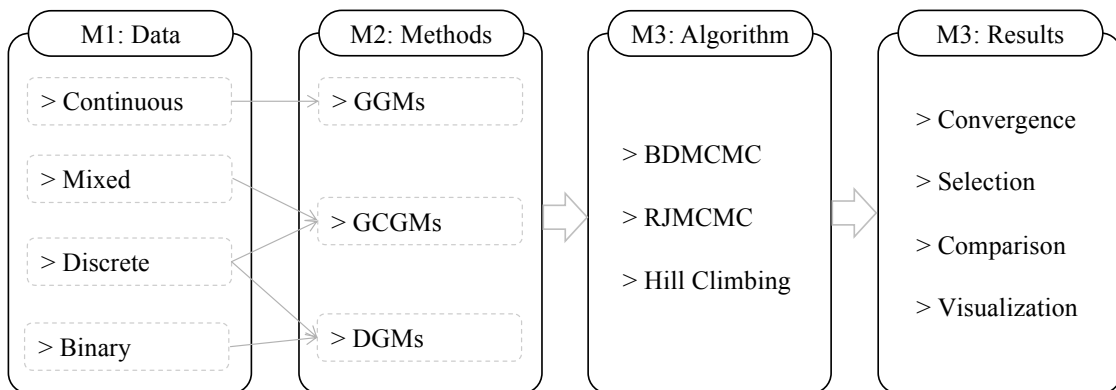 M1: Data
> Continuous
> Mixed
> Discrete
> Binary
M2: Methods
> GGMs
> GCGMs
> DGMs
M3: Algorithm
> BDMCMC
> RJMCMC
> Hill Climbing
M3: Results
> Convergence
> Selection
> Comparison
> Visualization